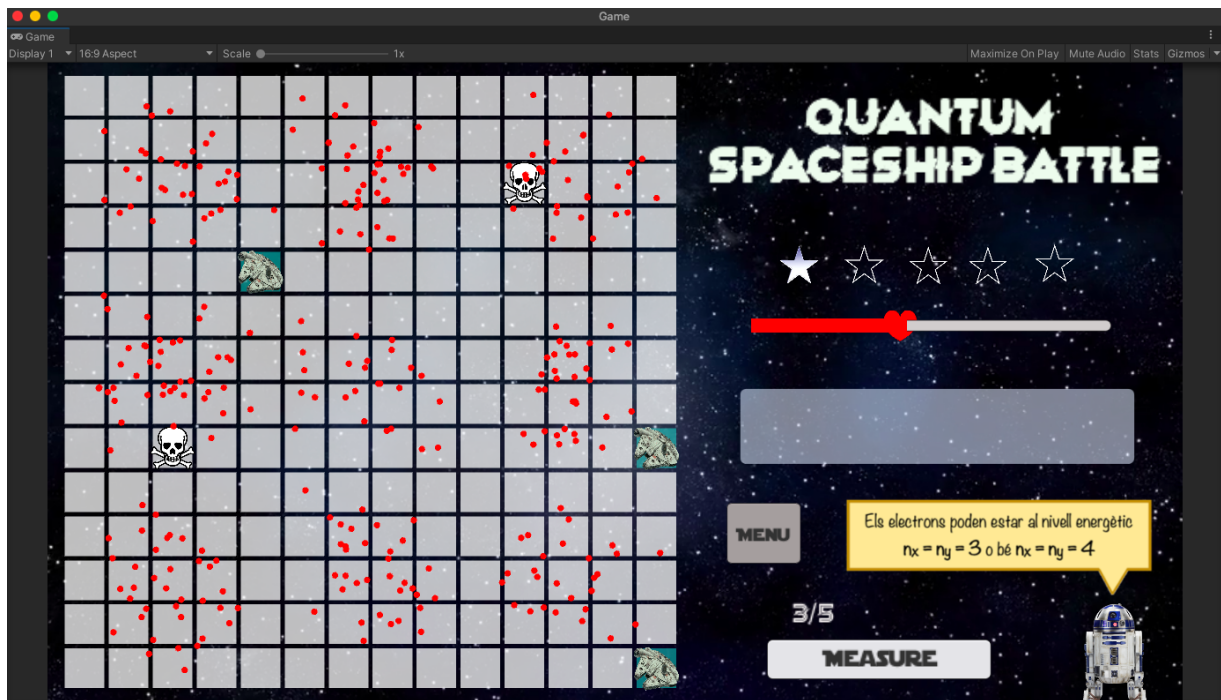 Game
Game
Display 1 16:9 Aspect Scale 1x Maximize On Play Mute Audio Stats Gizmos
QUANTUM
SPACESHIP BATTLE
MENU
Els electrons poden estar al nivell energètic
nx = ny = 3 o bé nx = ny = 4
3/5
MEASURE